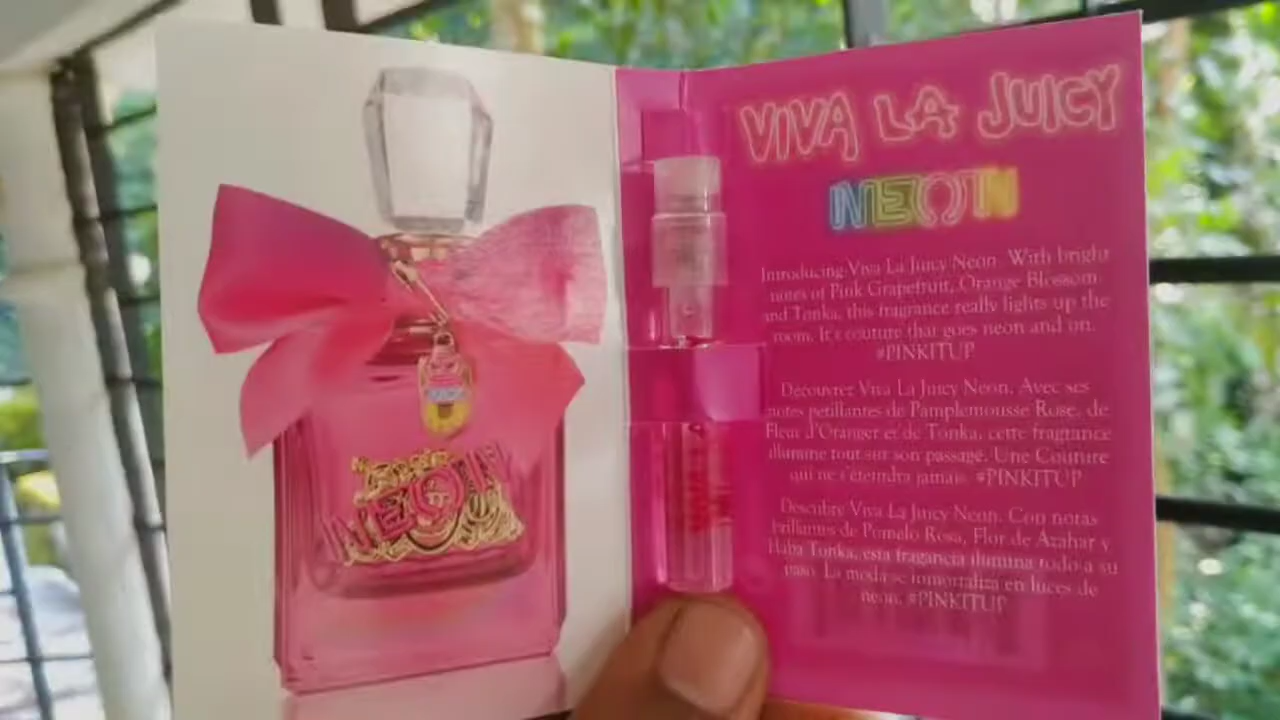 VIVA LA JUICY
NEON
Introducing Viva La Juicy Neon. With bright
notes of Pink Grapefruit, Orange Blossom
and Tonka, this fragrance really lights up the
room. It's couture that goes neon and on.
#PINKITUP
Découvrez Viva La Juicy Neon. Avec ses
notes pétillantes de Pamplemousse Rose, de
Fleur d'Oranger et de Tonka, cette fragrance
illumine tout sur son passage. Une Couture
qui ne s'éteindra jamais. #PINKITUP
Descubre Viva La Juicy Neon. Con notas
brillantes de Pomelo Rosa, Flor de Azahar y
Haba Tonka, esta fragancia ilumina todo a su
paso. La moda se inmortaliza en luces de
neón. #PINKITUP
NEON